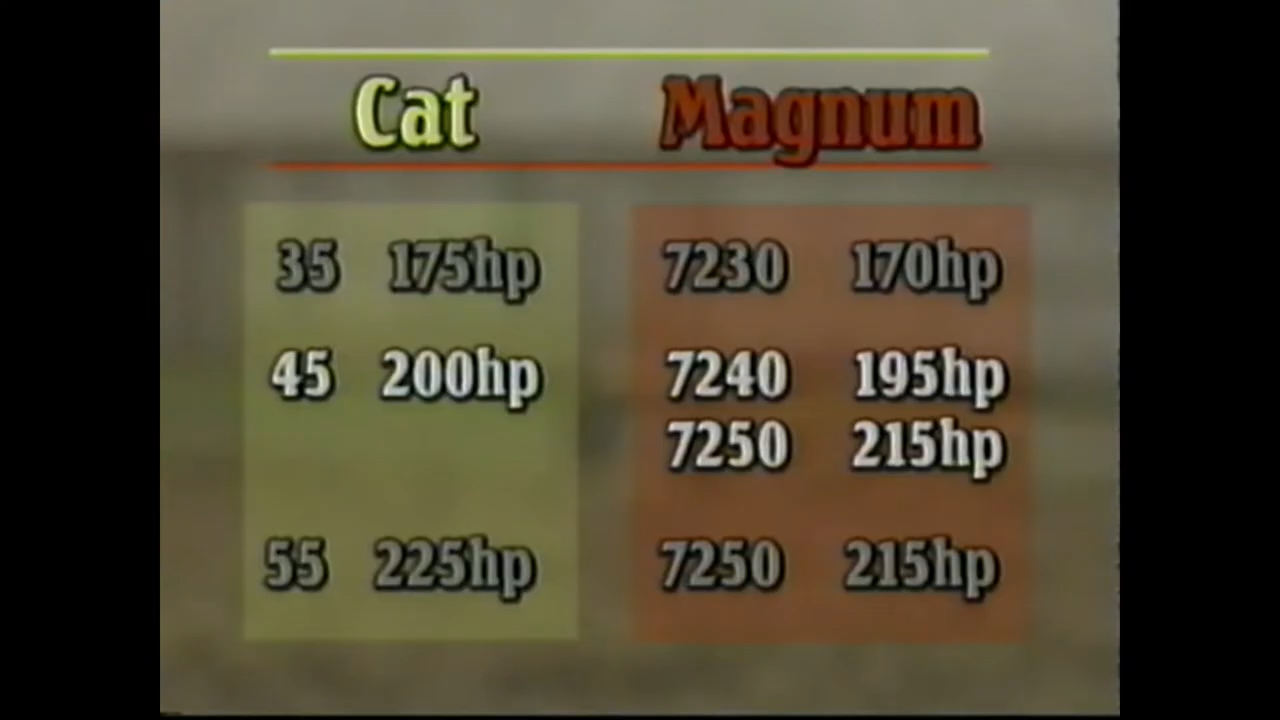 Cat Magnum
35 175hp 7230 170hp
45 200hp 7240 195hp
7250 215hp
55 225hp 7250 215hp